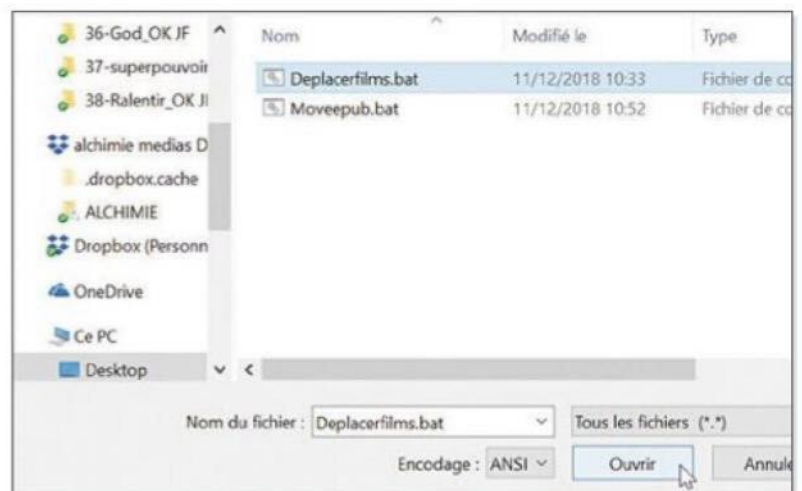 36-God_OK JF
37-superpouvoir
38-Ralentir_OK JI
alchimie medias D
.dropbox.cache
ALCHIMIE
Dropbox (Personn
OneDrive
Ce PC
Desktop
Nom Modifié le Type
Deplacerfilms.bat 11/12/2018 10:33 Fichier de co
Moveepub.bat 11/12/2018 10:52 Fichier de co
Nom du fichier : Deplacerfilms.bat Tous les fichiers (*.*)
Encodage : ANSI Ouvrir Annule